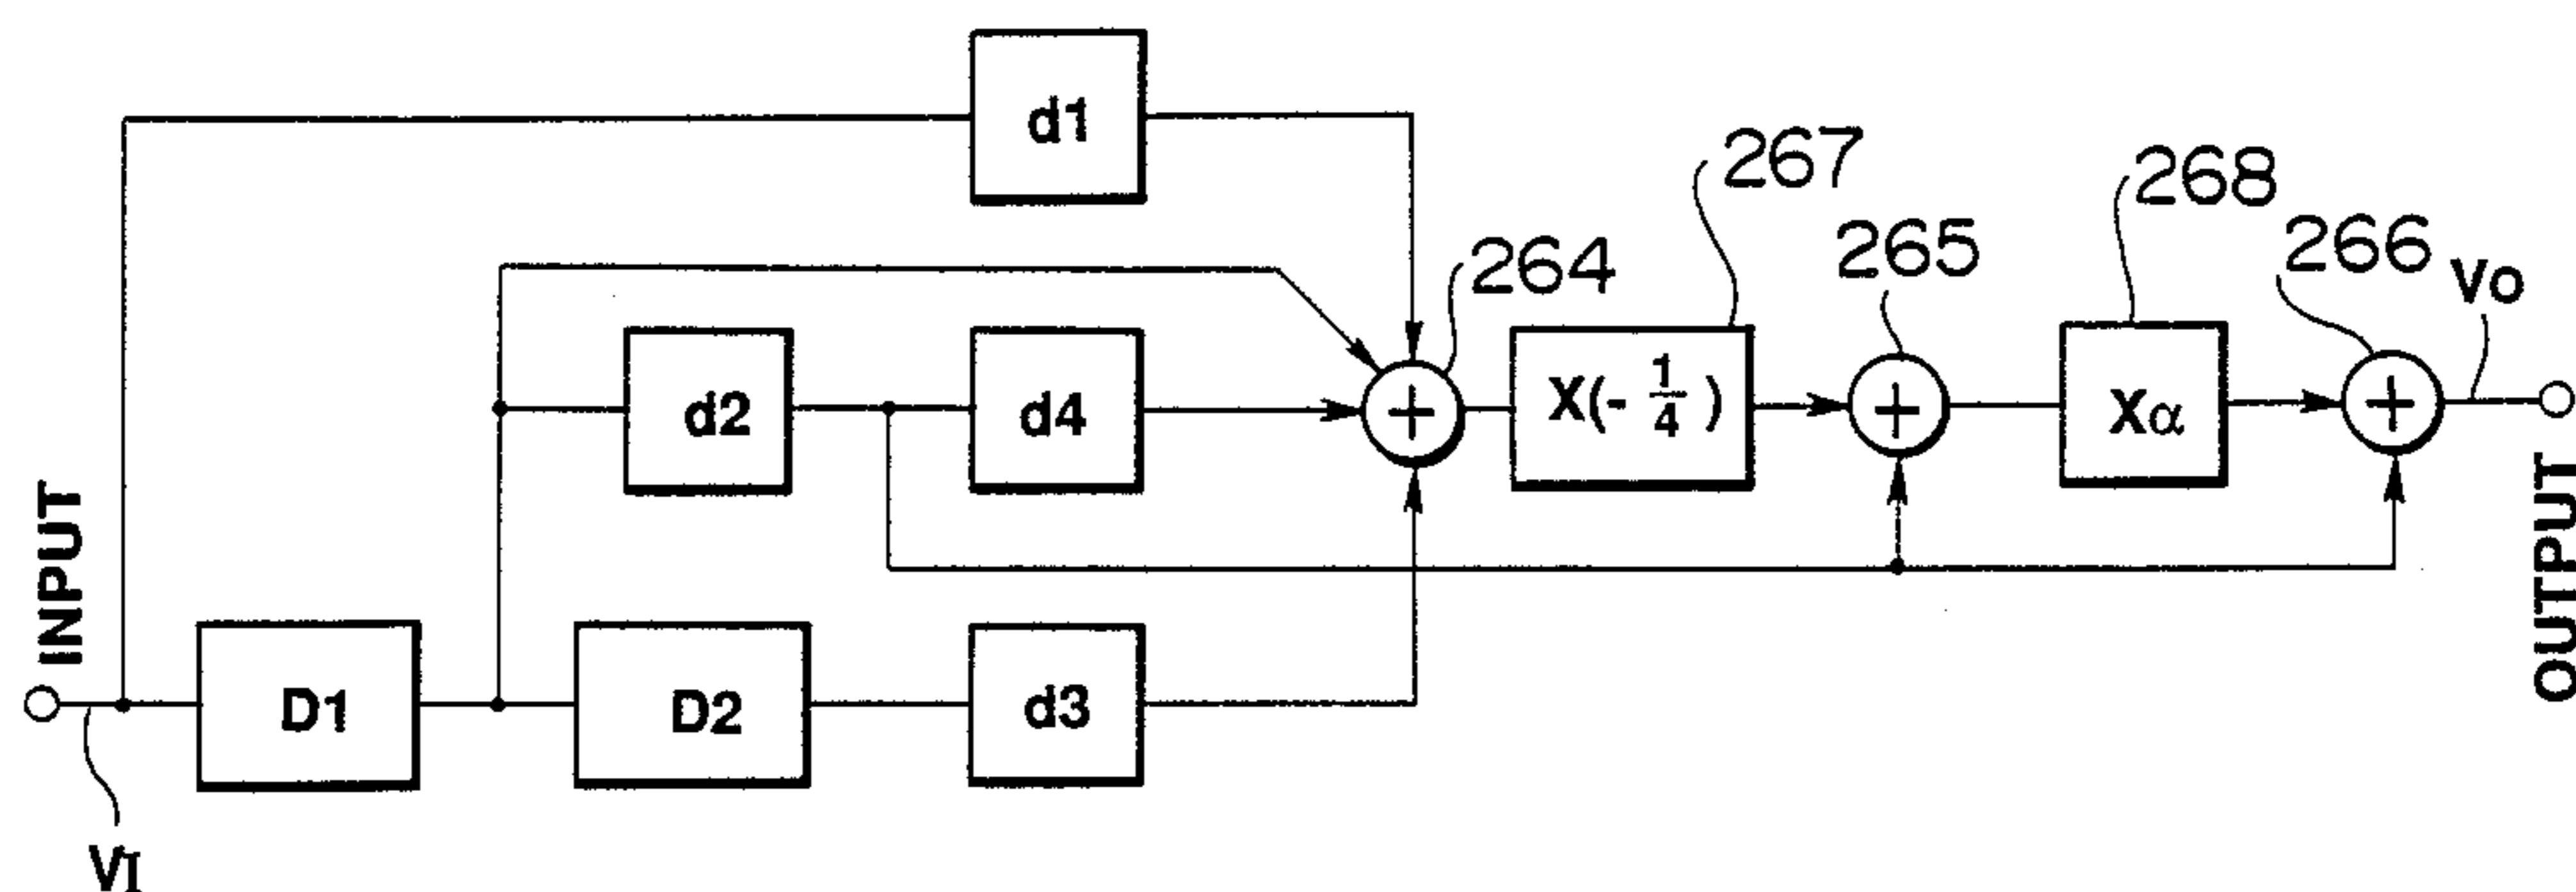 d1
267
268
264
265
266
Vo
d2
d4
+
X(- 1/4 )
+
Xα
+
INPUT
OUTPUT
D1
D2
d3
VI